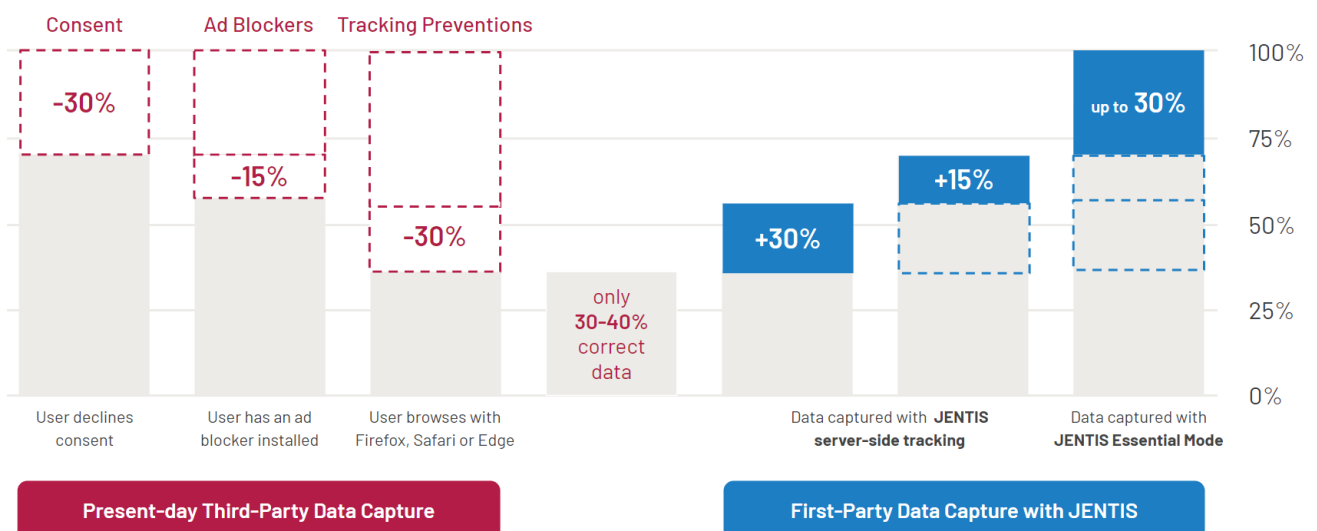 Consent
Ad Blockers
Tracking Preventions
-30%
-15%
-30%
only
30-40%
correct
data
+30%
+15%
up to 30%
100%
75%
50%
25%
0%
User declines
consent
User has an ad
blocker installed
User browses with
Firefox, Safari or Edge
Data captured with JENTIS
server-side tracking
Data captured with
JENTIS Essential Mode
Present-day Third-Party Data Capture
First-Party Data Capture with JENTIS